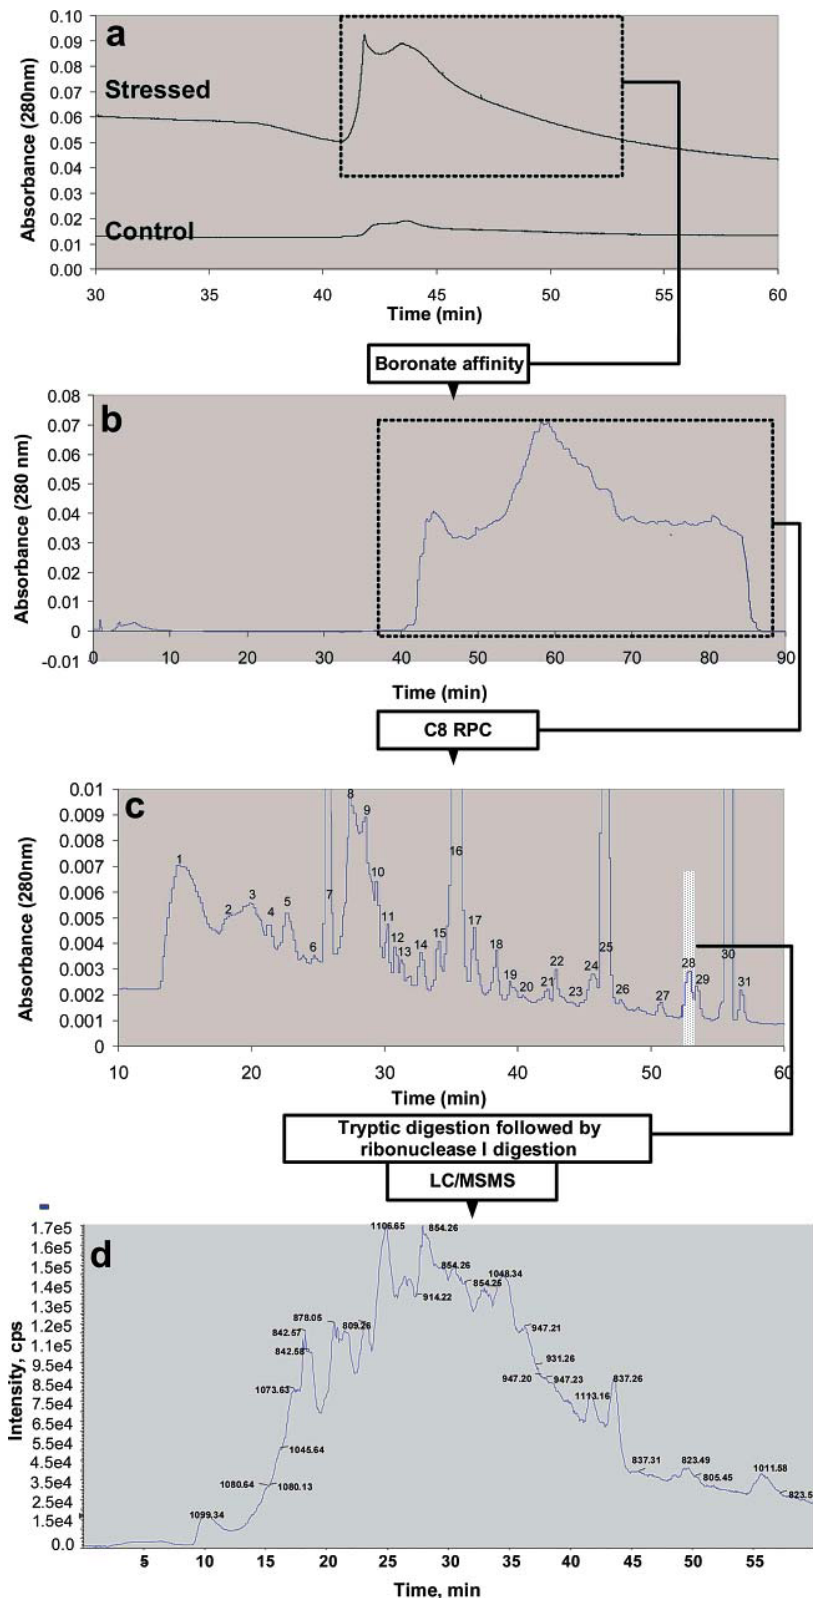 a
Stressed
Control
Absorbance (280nm)
0.10
0.09
0.08
0.07
0.06
0.05
0.04
0.03
0.02
0.01
0.00
30 35 40 45 50 55 60
Time (min)
Boronate affinity
b
Absorbance (280 nm)
0.08
0.07
0.06
0.05
0.04
0.03
0.02
0.01
0
-0.01
0 10 20 30 40 50 60 70 80 90
Time (min)
C8 RPC
c
Absorbance (280nm)
0.01
0.009
0.008
0.007
0.006
0.005
0.004
0.003
0.002
0.001
0
1 2 3 4 5 6 7 8 9 10 11 12 13 14 15 16 17 18 19 20 21 22 23 24 25 26 27 28 29 30 31
10 20 30 40 50 60
Time (min)
Tryptic digestion followed by
ribonuclease I digestion
LC/MSMS
d
Intensity, cps
1.7e5
1.6e5
1.5e5
1.3e5
1.2e5
1.1e5
9.5e4
8.5e4
7.5e4
6.5e4
5.5e4
4.5e4
3.5e4
2.5e4
1.5e4
0.0
1099.34
1080.64
1080.13
1045.64
1073.63
842.58
842.57
878.05
809.26
1106.65
914.22
854.26
854.26
854.25
1048.34
947.21
931.26
947.20
947.23
1113.16
837.26
837.31
823.49
805.45
1011.58
823.5
5 10 15 20 25 30 35 40 45 50 55
Time, min